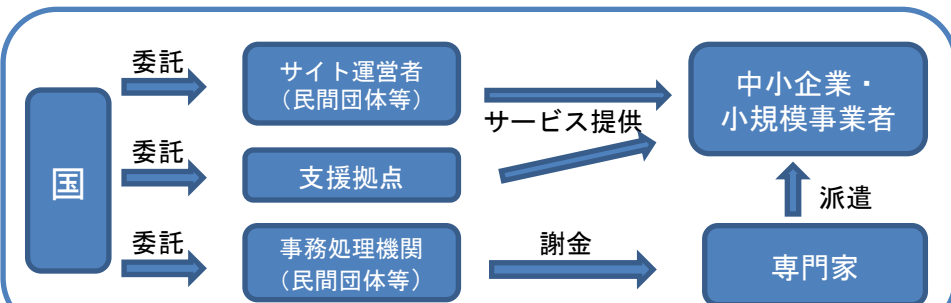 国
委託
サイト運営者
（民間団体等）
サービス提供
中小企業・
小規模事業者
委託
支援拠点
派遣
委託
事務処理機関
（民間団体等）
謝金
専門家